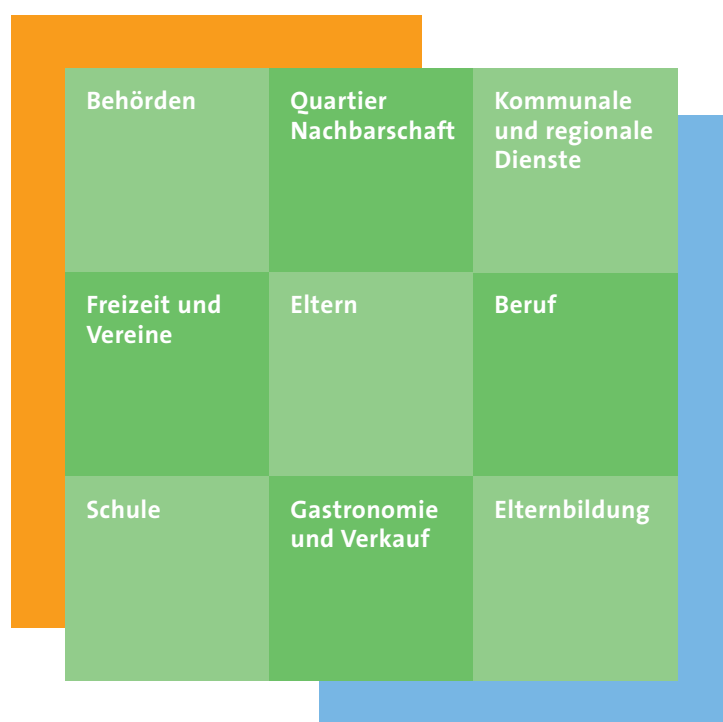 Behörden
Quartier
Nachbarschaft
Kommunale
und regionale
Dienste
Freizeit und
Vereine
Eltern
Beruf
Schule
Gastronomie
und Verkauf
Elternbildung